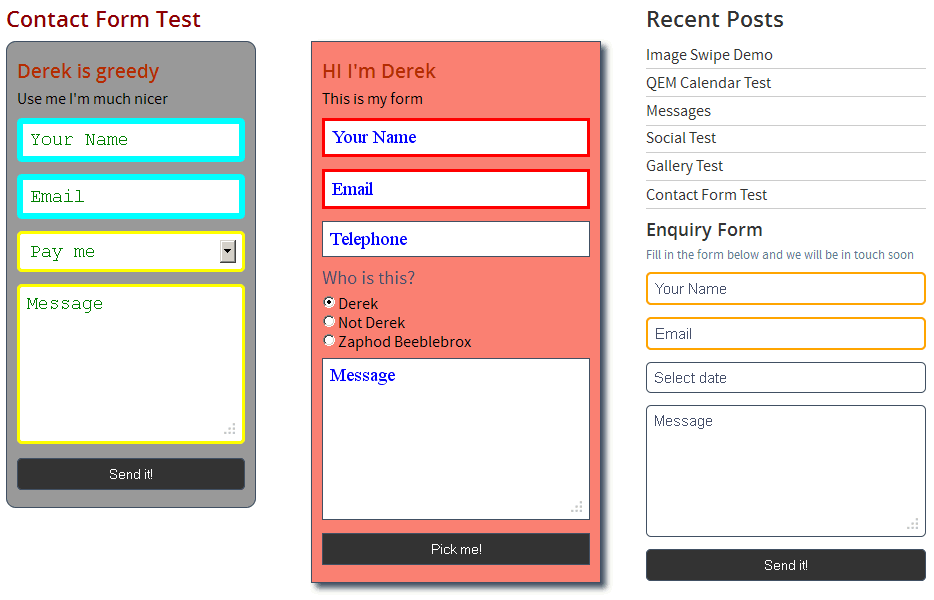 Contact Form Test
Derek is greedy
Use me I'm much nicer
Your Name
Email
Pay me
Message
Send it!
HI I'm Derek
This is my form
Your Name
Email
Telephone
Who is this?
Derek
Not Derek
Zaphod Beeblebrox
Message
Pick me!
Recent Posts
Image Swipe Demo
QEM Calendar Test
Messages
Social Test
Gallery Test
Contact Form Test
Enquiry Form
Fill in the form below and we will be in touch soon
Your Name
Email
Select date
Message
Send it!